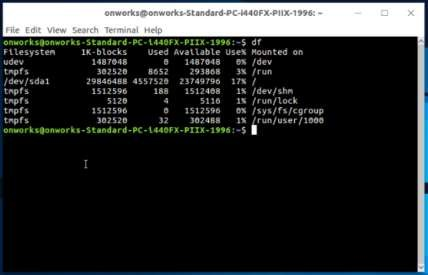 onworks@onworks-Standard-PC-i440FX-PIIX-1996: ~
File Edit View Search Terminal Help
onworks@onworks-Standard-PC-i440FX-PIIX-1996:~$ df
Filesystem 1K-blocks Used Available Use% Mounted on
udev 1487048 0 1487048 0% /dev
tmpfs 302520 8652 293868 3% /run
/dev/sda1 29846488 4557520 23749796 17% /
tmpfs 1512596 188 1512408 1% /dev/shm
tmpfs 5120 4 5116 1% /run/lock
tmpfs 1512596 0 1512596 0% /sys/fs/cgroup
tmpfs 302520 32 302488 1% /run/user/1000
onworks@onworks-Standard-PC-i440FX-PIIX-1996:~$